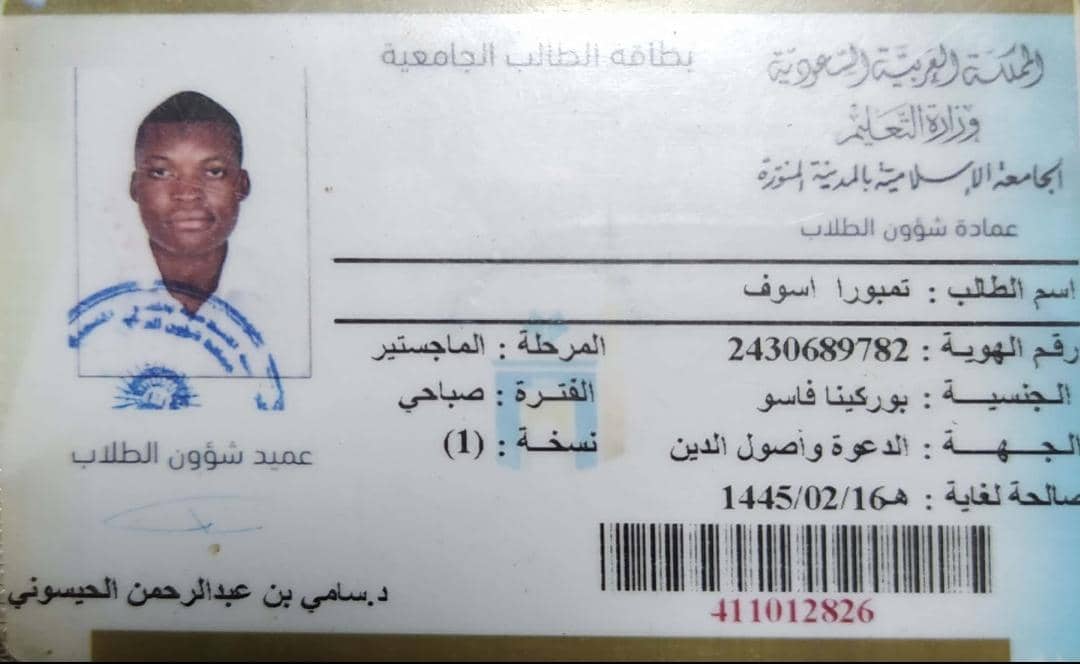 بطاقة الطالب الجامعية
المملكة العربية السعودية
وزارة التعليم
الجامعة الإسلامية بالمدينة المنورة
عمادة شؤون الطلاب
اسم الطالب : تمبورا اسوف
رقم الهوية : 2430689782
المرحلة : الماجستير
الجنسية : بوركينا فاسو
الفترة : صباحي
الجهة : الدعوة وأصول الدين
نسخة : (1)
صالحة لغاية : 1445/02/16هـ
411012826
عميد شؤون الطلاب
د.سامي بن عبدالرحمن الحيسوني